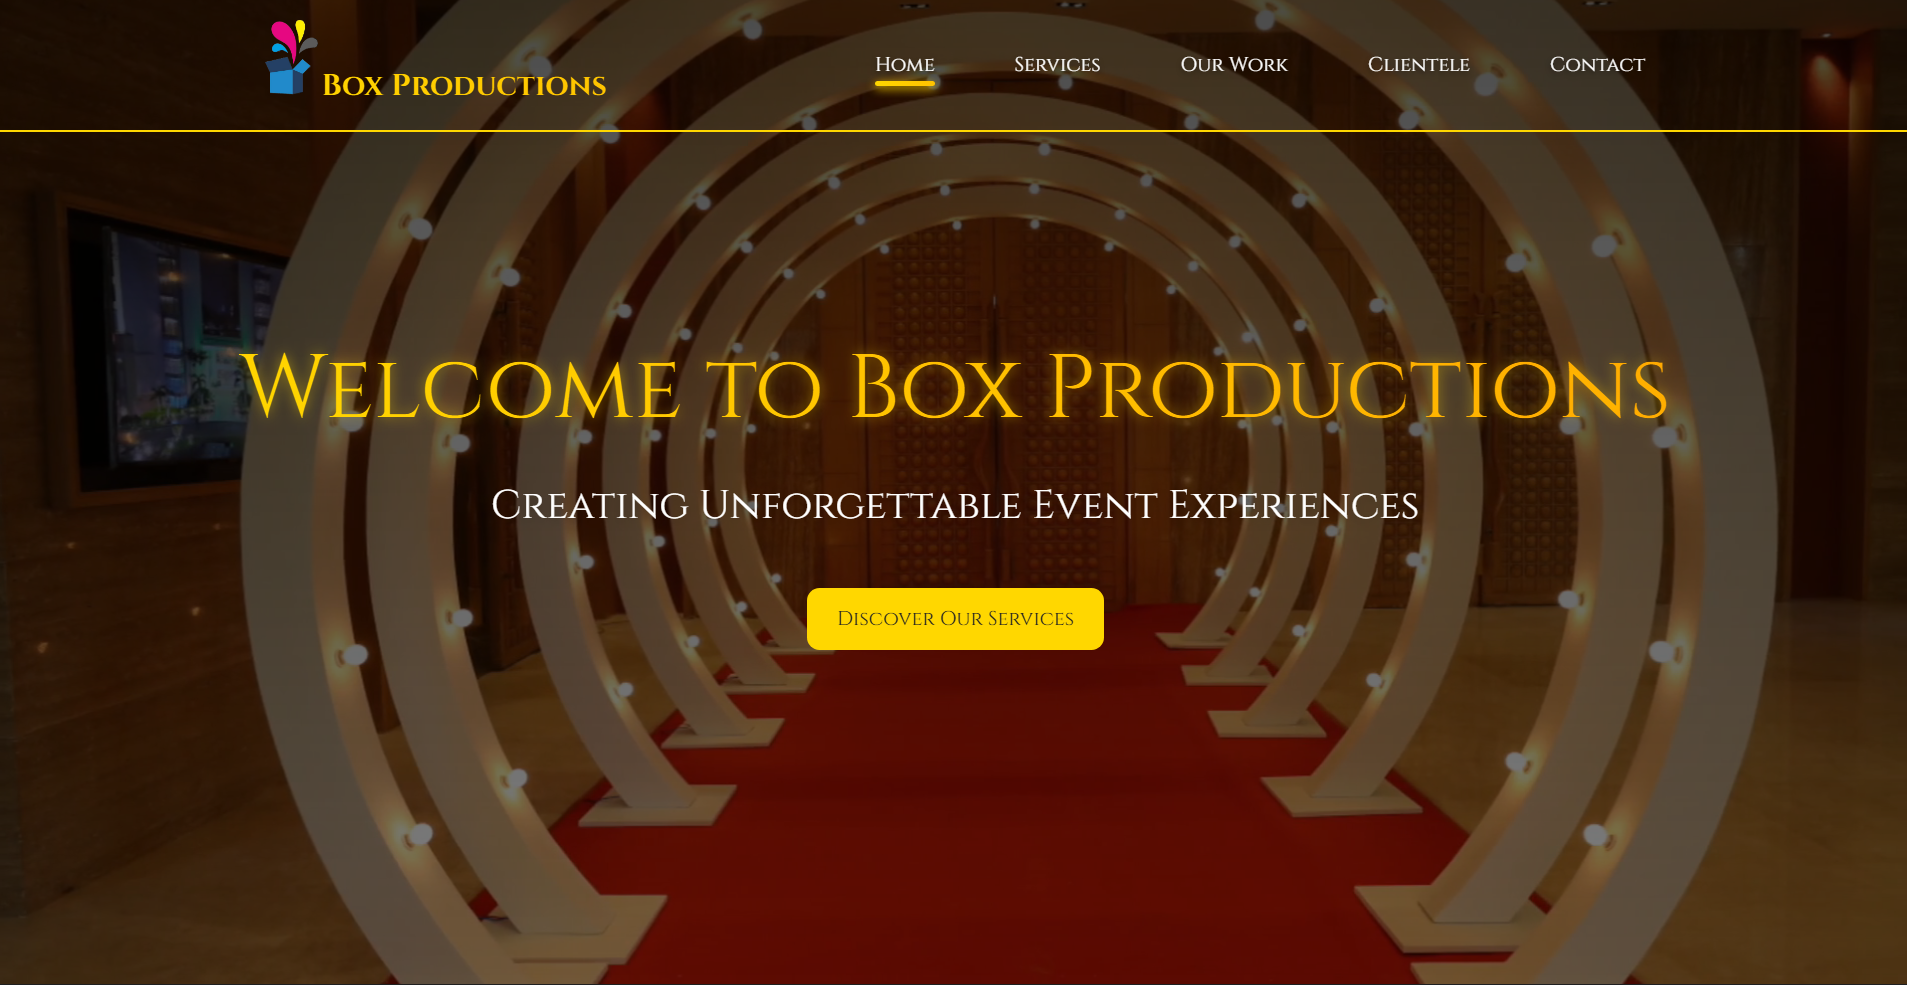 Box Productions
Home
Services
Our Work
Clientele
Contact
Welcome to Box Productions
Creating Unforgettable Event Experiences
Discover Our Services